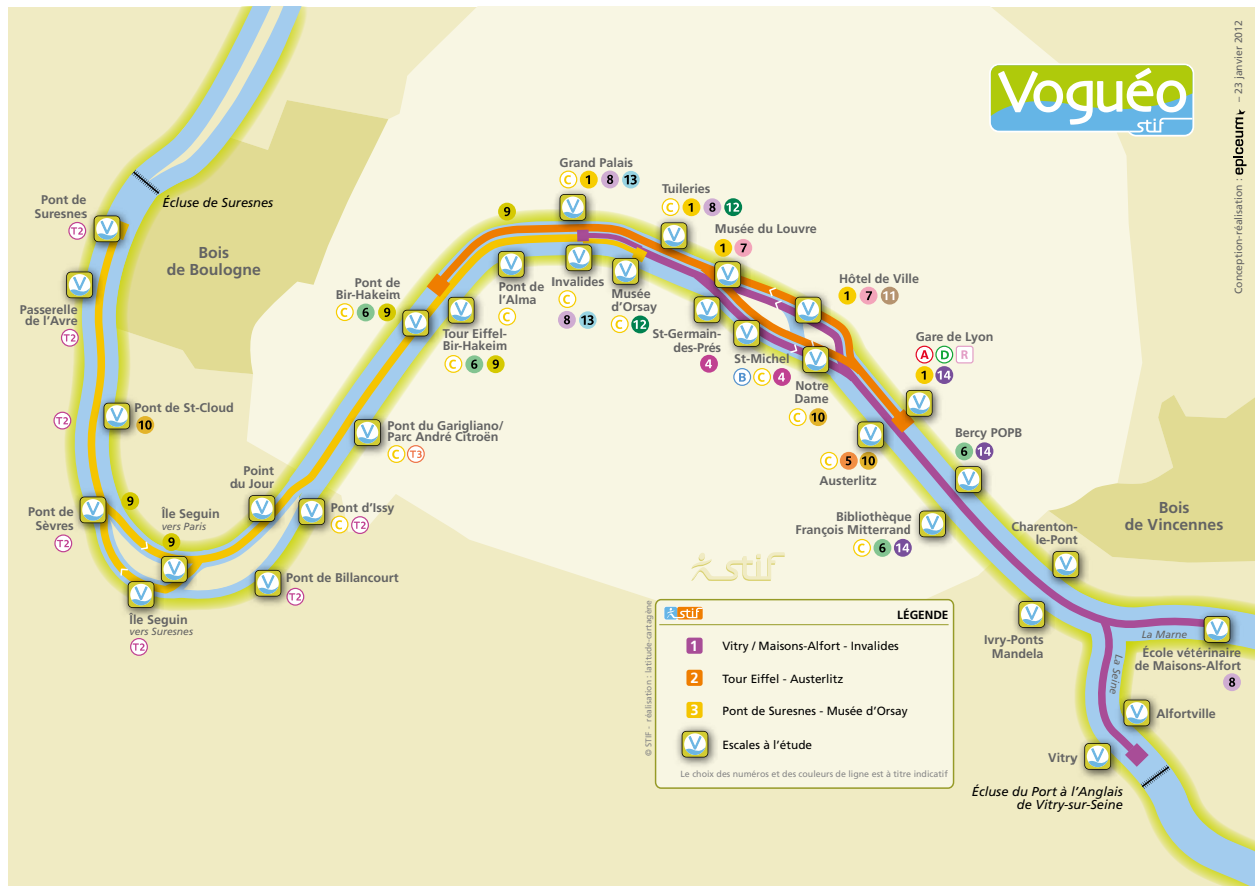 Voguéo
stif
Conception-réalisation : epiceum – 23 janvier 2012
Grand Palais
C 1 8 13
Tuileries
C 1 8 12
Musée du Louvre
1 7
Hôtel de Ville
1 7 11
Gare de Lyon
A D R
1 14
Bercy POPB
6 14
Charenton-
le-Pont
Bois
de Vincennes
Écluse de Suresnes
Pont de
Suresnes
T2
Bois
de Boulogne
Passerelle
de l'Avre
T2
T2
Pont de St-Cloud
10
Pont de
Sèvres
T2
9
Île Seguin
vers Paris
9
Île Seguin
vers Suresnes
T2
Point
du Jour
Pont d'Issy
C T2
Pont de Billancourt
T2
Pont du Garigliano/
Parc André Citroën
C T3
Pont de
Bir-Hakeim
C 6 9
Tour Eiffel-
Bir-Hakeim
C 6 9
9
Pont de
l'Alma
C
Invalides
C
8 13
Musée
d'Orsay
C 12
St-Germain-
des-Prés
4
St-Michel
B C 4
Notre
Dame
C 10
C 5 10
Austerlitz
Bibliothèque
François Mitterrand
C 6 14
Ivry-Ponts
Mandela
La Marne
La Seine
École vétérinaire
de Maisons-Alfort
8
Alfortville
Vitry
Écluse du Port à l'Anglais
de Vitry-sur-Seine
stif
© STIF - réalisation : latitude-cartagène
stif
LÉGENDE
1 Vitry / Maisons-Alfort - Invalides
2 Tour Eiffel - Austerlitz
3 Pont de Suresnes - Musée d'Orsay
Escales à l'étude
Le choix des numéros et des couleurs de ligne est à titre indicatif